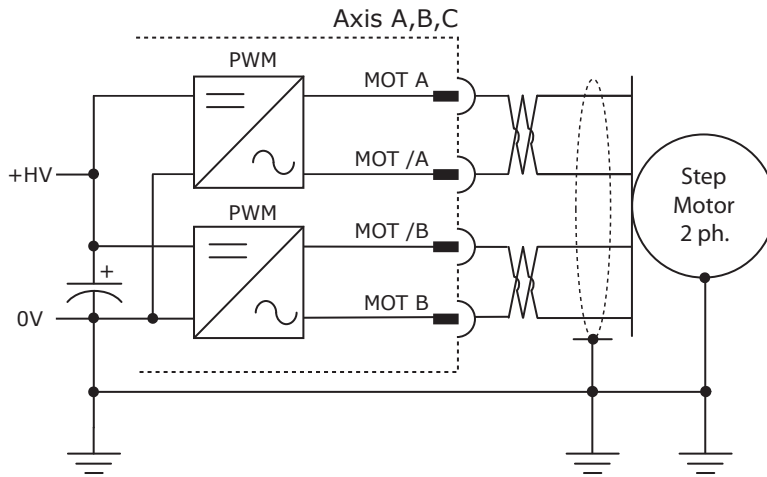 Axis A,B,C
PWM
MOT A
MOT /A
+HV
PWM
MOT /B
+
0V
MOT B
Step
Motor
2 ph.